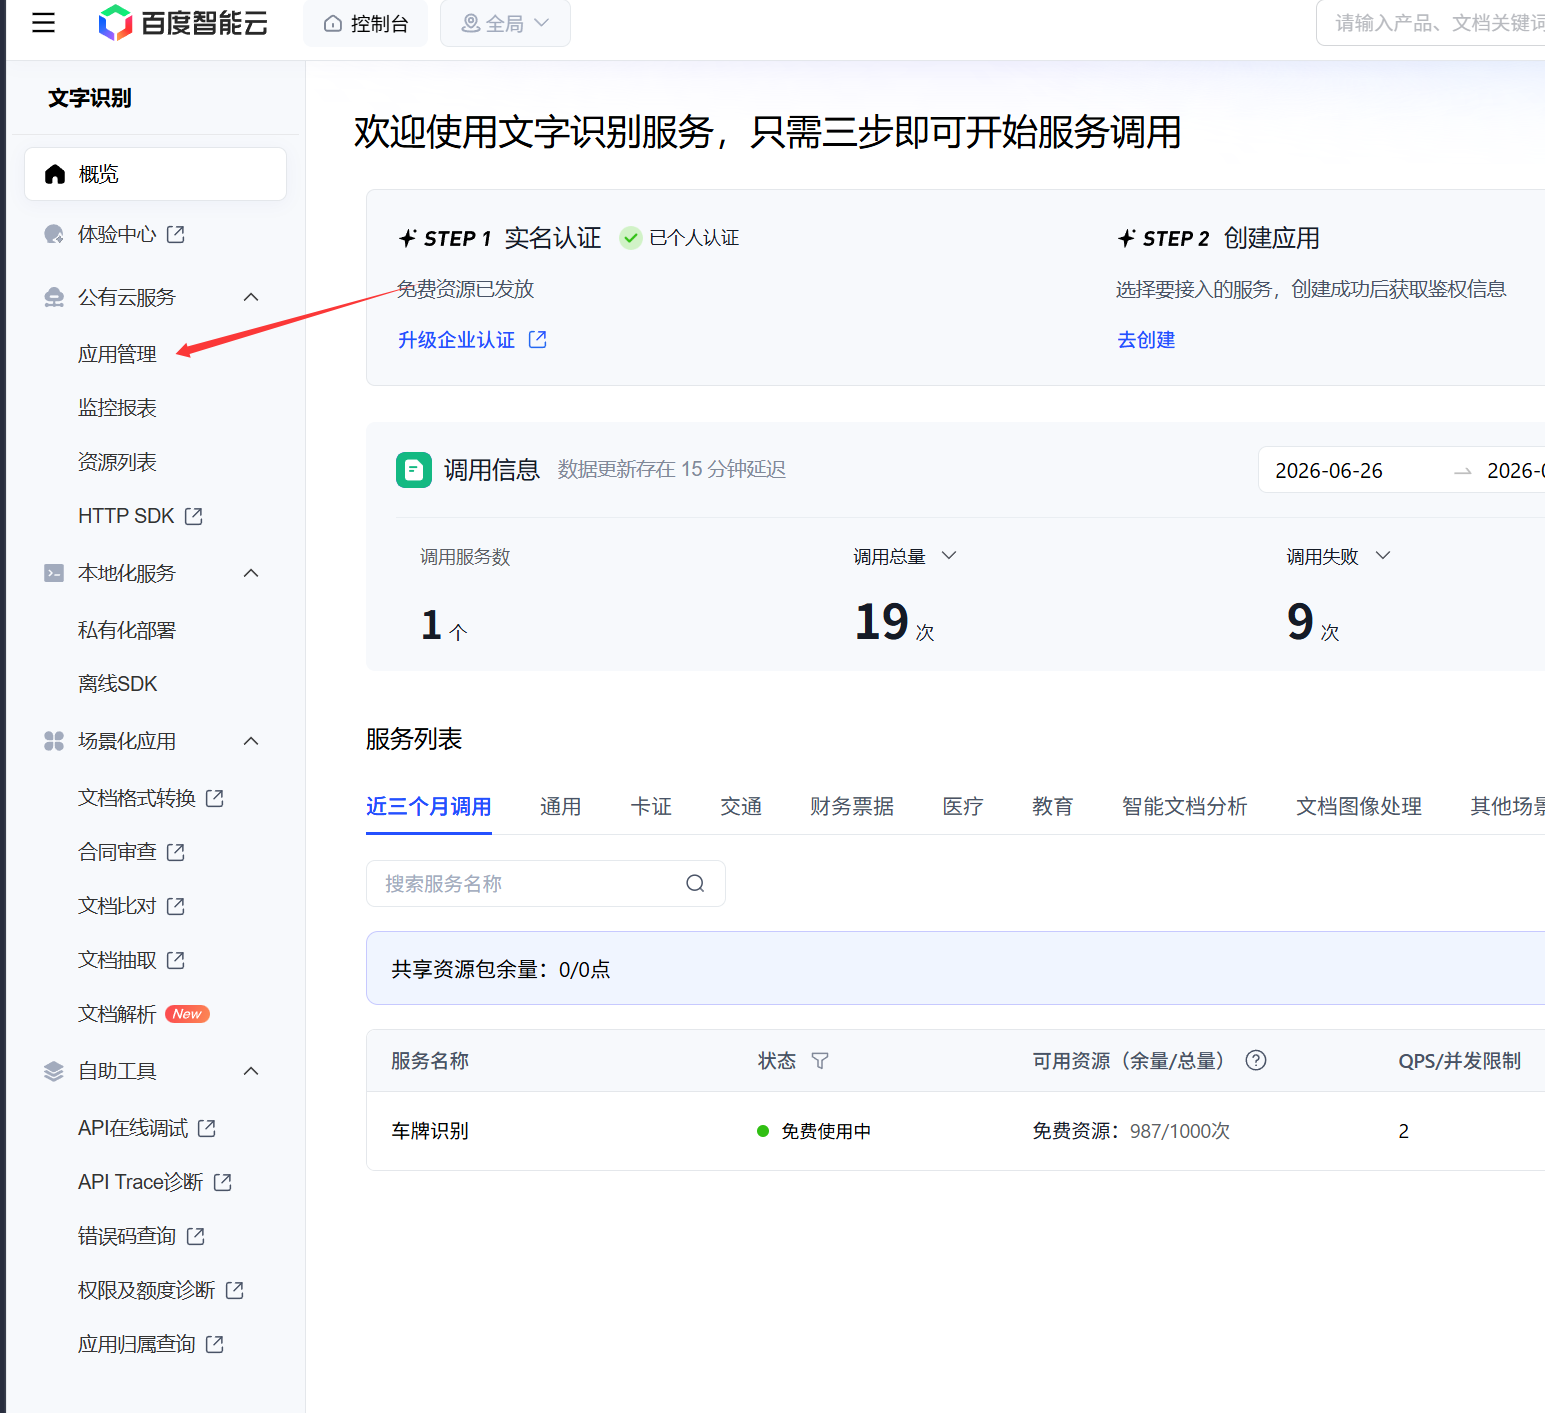 百度智能云
控制台
全局
请输入产品、文档关键词
文字识别
概览
体验中心
公有云服务
应用管理
监控报表
资源列表
HTTP SDK
本地化服务
私有化部署
离线SDK
场景化应用
文档格式转换
合同审查
文档比对
文档抽取
文档解析 New
自助工具
API在线调试
API Trace诊断
错误码查询
权限及额度诊断
应用归属查询
欢迎使用文字识别服务，只需三步即可开始服务调用
STEP 1 实名认证 已个人认证
免费资源已发放
升级企业认证
STEP 2 创建应用
选择要接入的服务，创建成功后获取鉴权信息
去创建
调用信息 数据更新存在 15 分钟延迟
2026-06-26 → 2026-0
调用服务数
1 个
调用总量
19 次
调用失败
9 次
服务列表
近三个月调用 通用 卡证 交通 财务票据 医疗 教育 智能文档分析 文档图像处理 其他场景
搜索服务名称
共享资源包余量：0/0点
服务名称 状态 可用资源（余量/总量） QPS/并发限制
车牌识别 免费使用中 免费资源：987/1000次 2